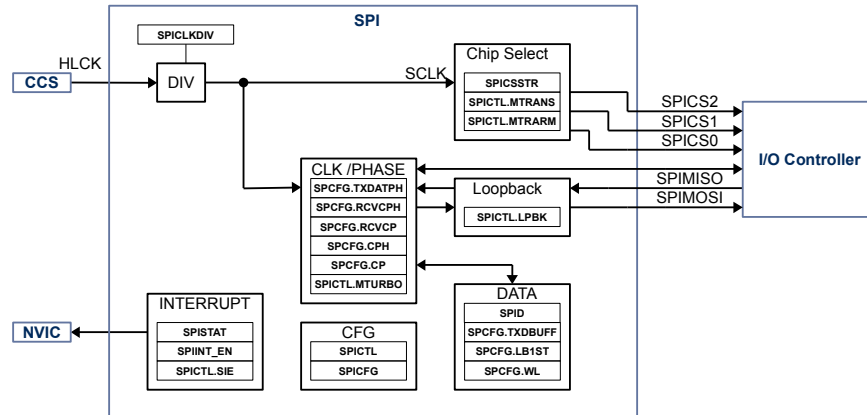 SPI
SPICLKDIV
HLCK
CCS
DIV
SCLK
Chip Select
SPICSSTR
SPICTL.MTRANS
SPICTL.MTRARM
SPICS2
SPICS1
SPICS0
I/O Controller
CLK /PHASE
SPCFG.TXDATPH
SPCFG.RCVCPH
SPCFG.RCVCP
SPCFG.CPH
SPCFG.CP
SPICTL.MTURBO
Loopback
SPICTL.LPBK
SPIMISO
SPIMOSI
INTERRUPT
SPISTAT
SPIINT_EN
SPICTL.SIE
NVIC
CFG
SPICTL
SPICFG
DATA
SPID
SPCFG.TXDBUFF
SPCFG.LB1ST
SPCFG.WL